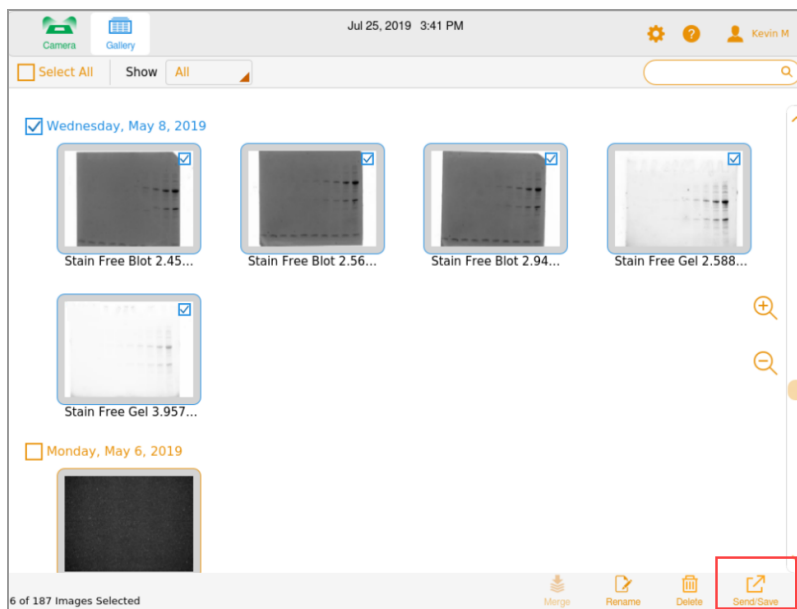 Jul 25, 2019 3:41 PM
Camera
Gallery
Kevin M
Select All
Show
All
Wednesday, May 8, 2019
Stain Free Blot 2.45...
Stain Free Blot 2.56...
Stain Free Blot 2.94...
Stain Free Gel 2.588...
Stain Free Gel 3.957...
Monday, May 6, 2019
6 of 187 Images Selected
Merge
Rename
Delete
Send/Save